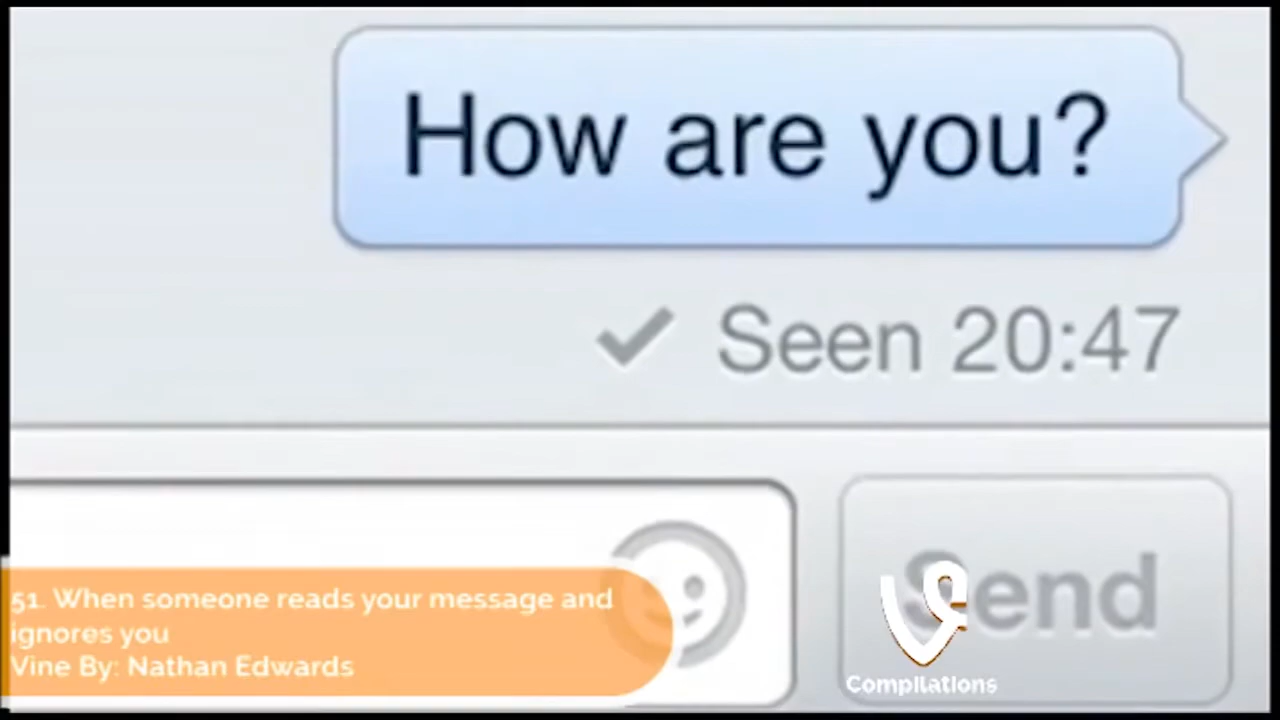 How are you?
Seen 20:47
Send
51. When someone reads your message and
ignores you
Vine By: Nathan Edwards
Compilations